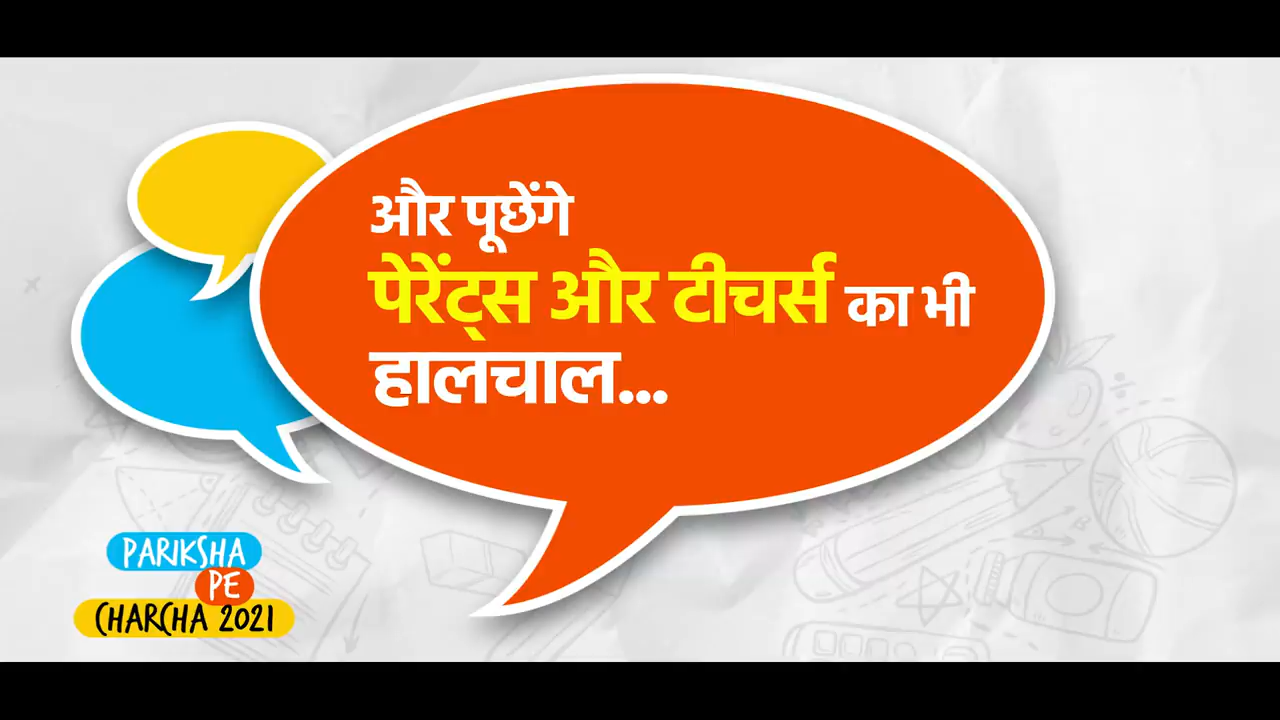 और पूछेंगे
पेरेंट्स और टीचर्स का भी
हालचाल...
PARIKSHA
PE
CHARCHA 2021